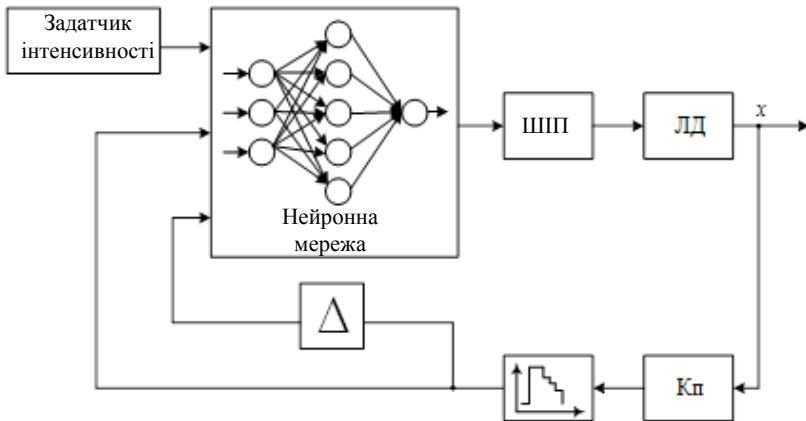 Задатчик
інтенсивності
Нейронна
мережа
ШІП
ЛД
x
Δ
Кп